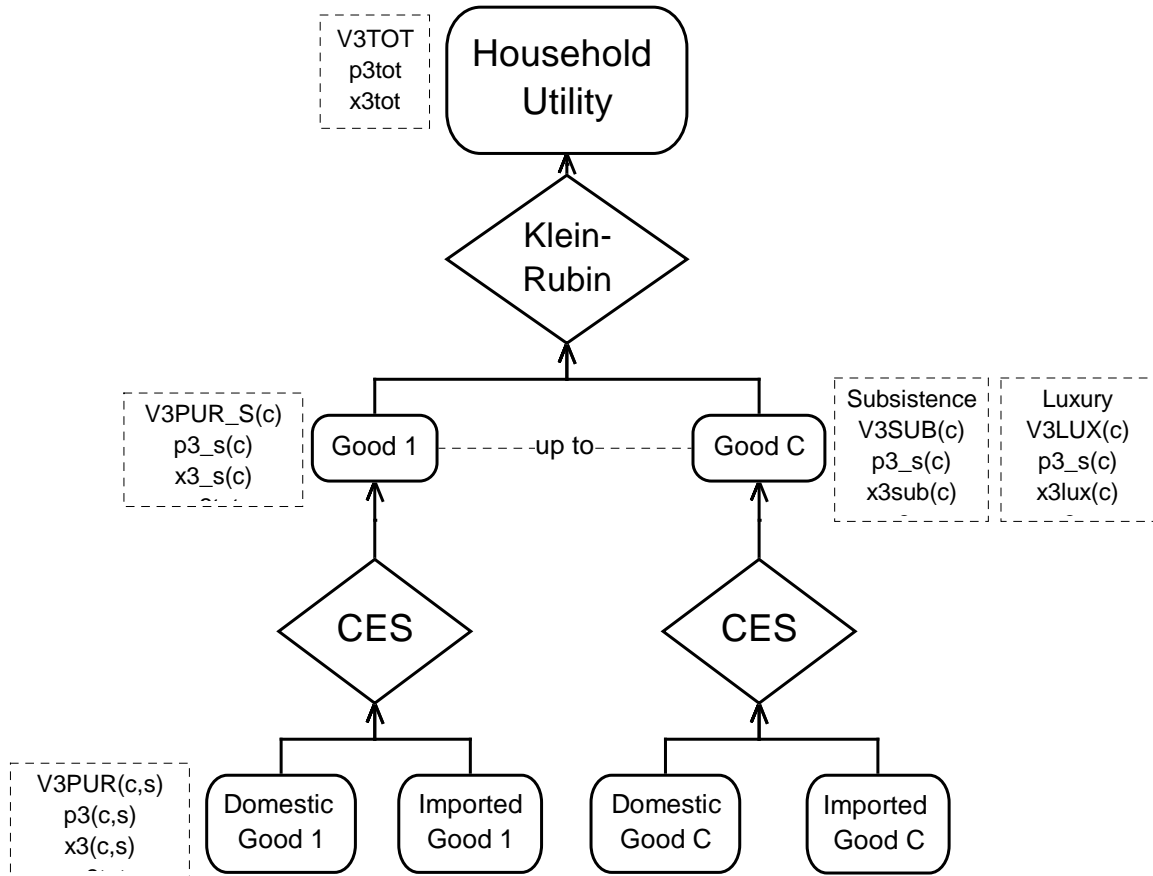 V3TOT
p3tot
x3tot
Household
Utility
Klein-
Rubin
V3PUR_S(c)
p3_s(c)
x3_s(c)
Good 1
up to
Good C
Subsistence
V3SUB(c)
p3_s(c)
x3sub(c)
Luxury
V3LUX(c)
p3_s(c)
x3lux(c)
CES
CES
V3PUR(c,s)
p3(c,s)
x3(c,s)
Domestic
Good 1
Imported
Good 1
Domestic
Good C
Imported
Good C